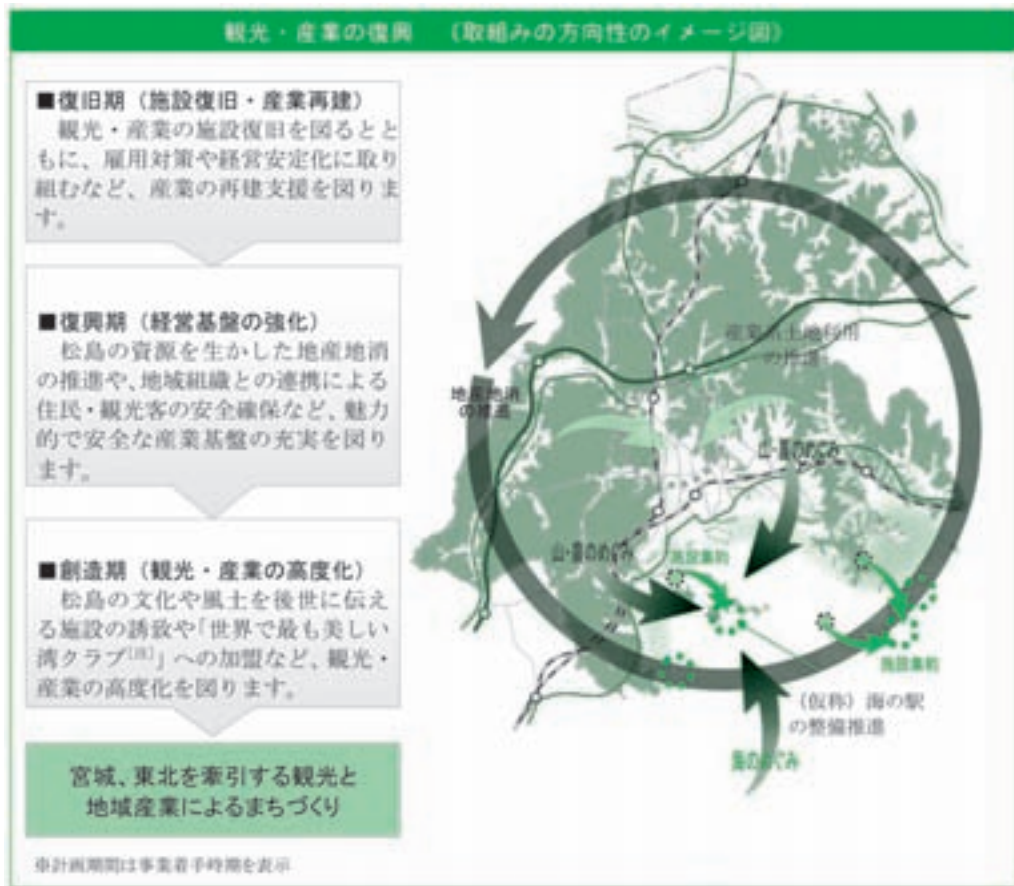 観光・産業の復興 （取組みの方向性のイメージ図）
■復旧期（施設復旧・産業再建）
観光・産業の施設復旧を図るとと
もに、雇用対策や経営安定化に取り
組むなど、産業の再建支援を図りま
す。
■復興期（経営基盤の強化）
松島の資源を生かした地産地消
の推進や、地域組織との連携による
住民・観光客の安全確保など、魅力
的で安全な産業基盤の充実を図り
ます。
■創造期（観光・産業の高度化）
松島の文化や風土を後世に伝え
る施設の誘致や「世界で最も美しい
湾クラブ[注]」への加盟など、観光・
産業の高度化を図ります。
宮城、東北を牽引する観光と
地域産業によるまちづくり
※計画期間は事業着手時期を表示
産業系土地利用
の推進
地産地消
の推進
山・里のめぐみ
山・里のめぐみ
施設集約
施設集約
（仮称）海の駅
の整備推進
海のめぐみ